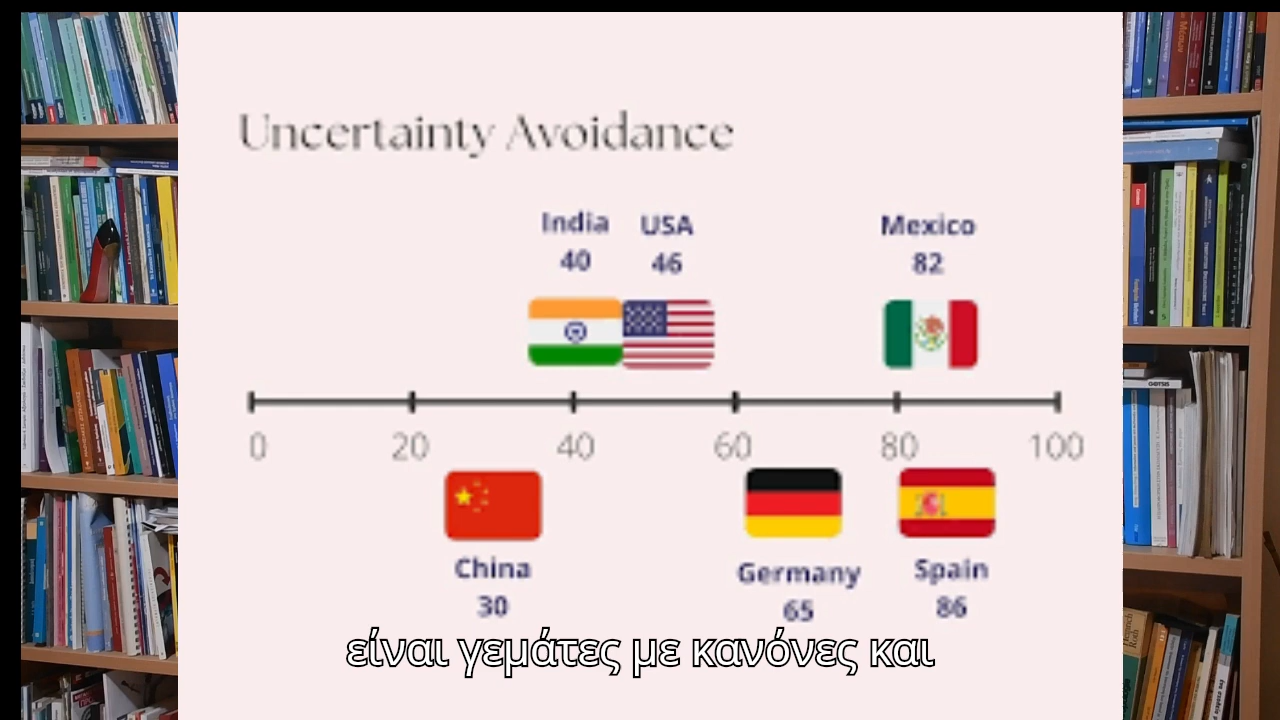 Uncertainty Avoidance
India
40
USA
46
Mexico
82
0 20 40 60 80 100
China
30
Germany
65
Spain
86
είναι γεμάτες με κανόνες και